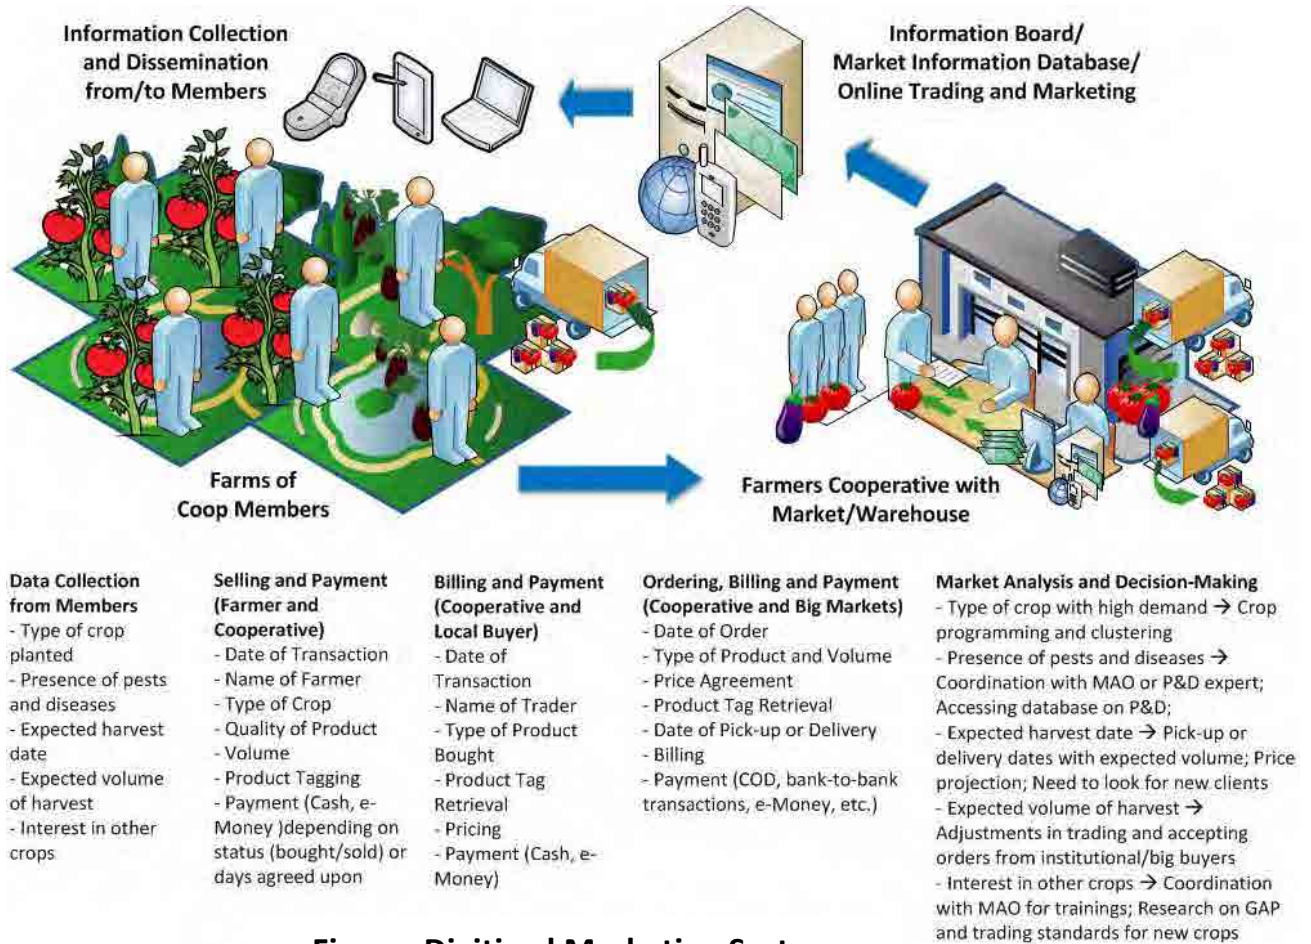 Information Collection
and Dissemination
from/to Members
Information Board/
Market Information Database/
Online Trading and Marketing
Farms of
Coop Members
Farmers Cooperative with
Market/Warehouse
Data Collection
from Members
- Type of crop
planted
- Presence of pests
and diseases
- Expected harvest
date
- Expected volume
of harvest
- Interest in other
crops
Selling and Payment
(Farmer and
Cooperative)
- Date of Transaction
- Name of Farmer
- Type of Crop
- Quality of Product
- Volume
- Product Tagging
- Payment (Cash, e-
Money )depending on
status (bought/sold) or
days agreed upon
Billing and Payment
(Cooperative and
Local Buyer)
- Date of
Transaction
- Name of Trader
- Type of Product
Bought
- Product Tag
Retrieval
- Pricing
- Payment (Cash, e-
Money)
Ordering, Billing and Payment
(Cooperative and Big Markets)
- Date of Order
- Type of Product and Volume
- Price Agreement
- Product Tag Retrieval
- Date of Pick-up or Delivery
- Billing
- Payment (COD, bank-to-bank
transactions, e-Money, etc.)
Market Analysis and Decision-Making
- Type of crop with high demand → Crop
programming and clustering
- Presence of pests and diseases →
Coordination with MAO or P&D expert;
Accessing database on P&D;
- Expected harvest date → Pick-up or
delivery dates with expected volume; Price
projection; Need to look for new clients
- Expected volume of harvest →
Adjustments in trading and accepting
orders from institutional/big buyers
- Interest in other crops → Coordination
with MAO for trainings; Research on GAP
and trading standards for new crops